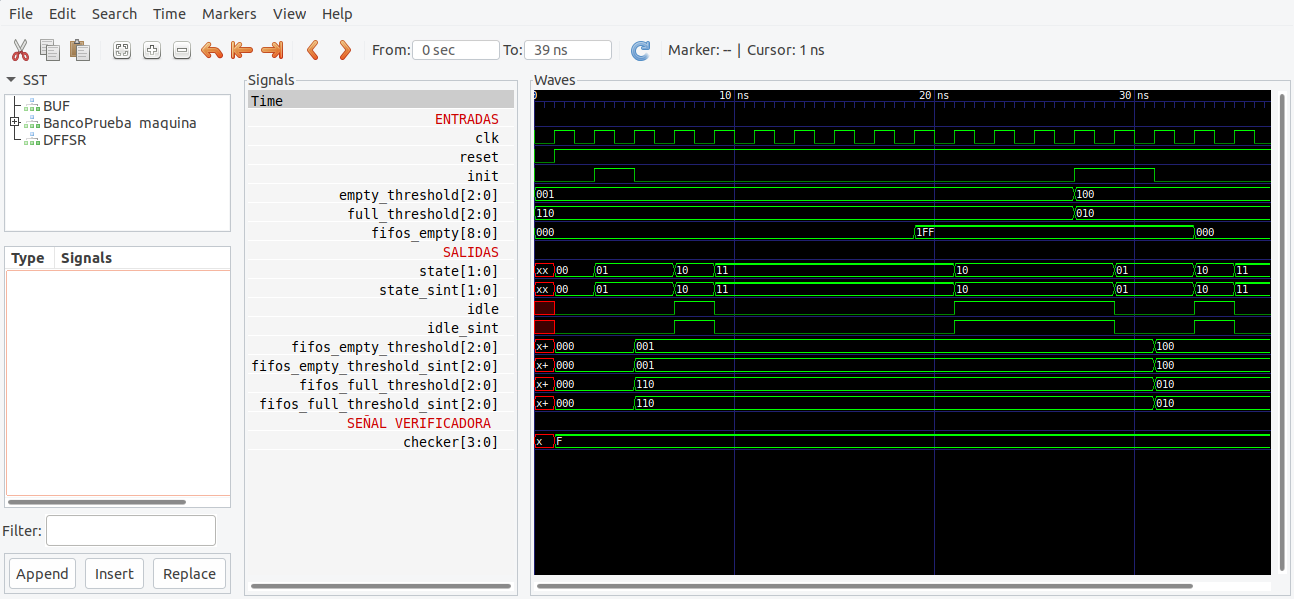 File Edit Search Time Markers View Help
From: 0 sec To: 39 ns Marker: -- | Cursor: 1 ns
SST
BUF
BancoPrueba_maquina
DFFSR
Type Signals
Filter:
Append Insert Replace
Signals
Time
ENTRADAS
clk
reset
init
empty_threshold[2:0]
full_threshold[2:0]
fifos_empty[8:0]
SALIDAS
state[1:0]
state_sint[1:0]
idle
idle_sint
fifos_empty_threshold[2:0]
fifos_empty_threshold_sint[2:0]
fifos_full_threshold[2:0]
fifos_full_threshold_sint[2:0]
SEÑAL VERIFICADORA
checker[3:0]
Waves
0 10 ns 20 ns 30 ns
001 100
110 010
000 1FF 000
xx 00 01 10 11 10 01 10 11
xx 00 01 10 11 10 01 10 11
x+ 000 001 100
x+ 000 001 100
x+ 000 110 010
x+ 000 110 010
x F